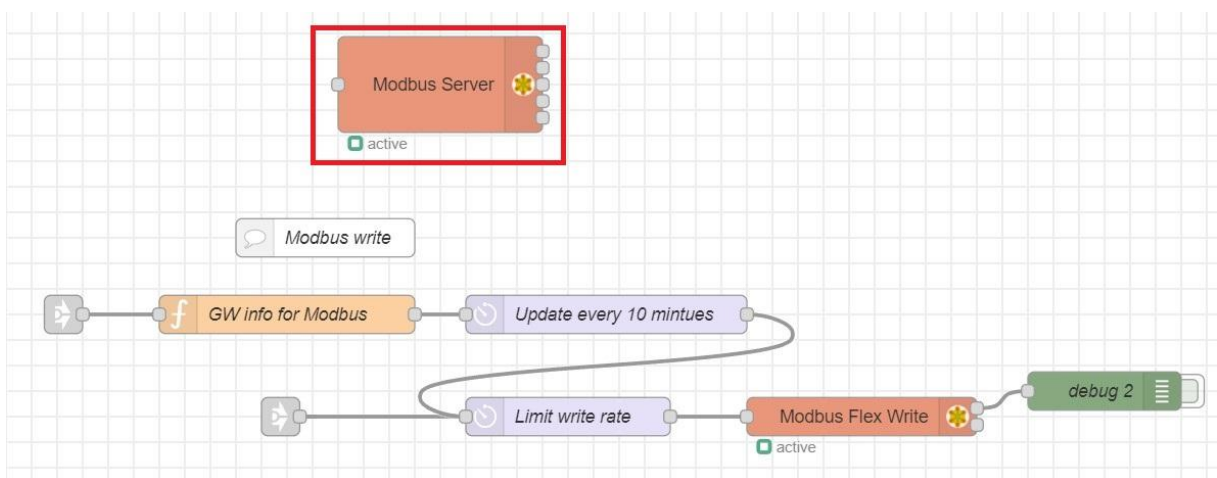 Modbus Server
active
Modbus write
GW info for Modbus
Update every 10 mintues
debug 2
Limit write rate
Modbus Flex Write
active